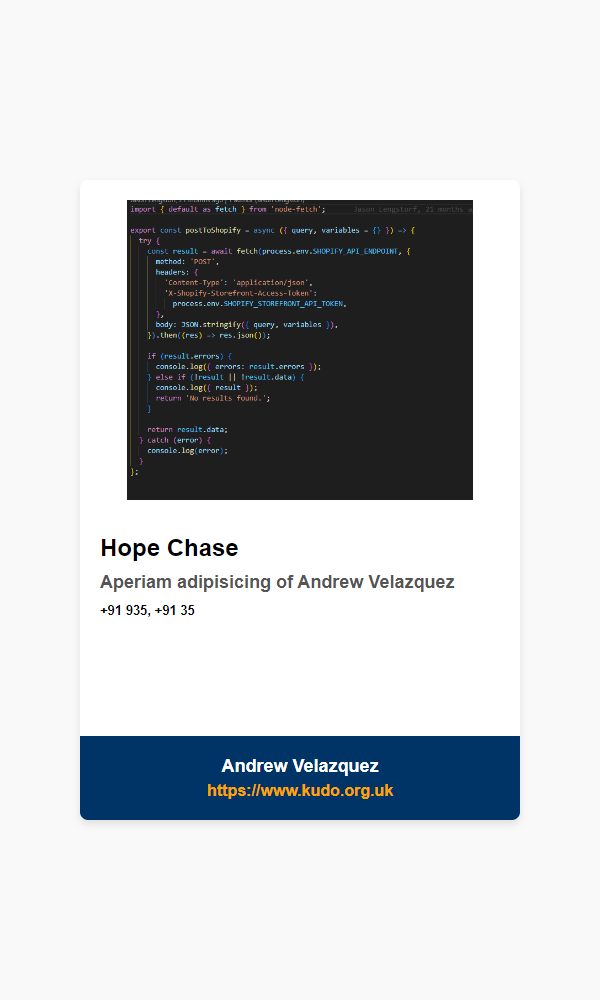 import { default as fetch } from 'node-fetch'; Jason Lengstorf, 21 months a
export const postToShopify = async ({ query, variables = {} }) => {
try {
const result = await fetch(process.env.SHOPIFY_API_ENDPOINT, {
method: 'POST',
headers: {
'Content-Type': 'application/json',
'X-Shopify-Storefront-Access-Token':
process.env.SHOPIFY_STOREFRONT_API_TOKEN,
},
body: JSON.stringify({ query, variables }),
}).then((res) => res.json());
if (result.errors) {
console.log({ errors: result.errors });
} else if (!result || !result.data) {
console.log({ result });
return 'No results found.';
}
return result.data;
} catch (error) {
console.log(error);
}
};
Hope Chase
Aperiam adipisicing of Andrew Velazquez
+91 935, +91 35
Andrew Velazquez
https://www.kudo.org.uk